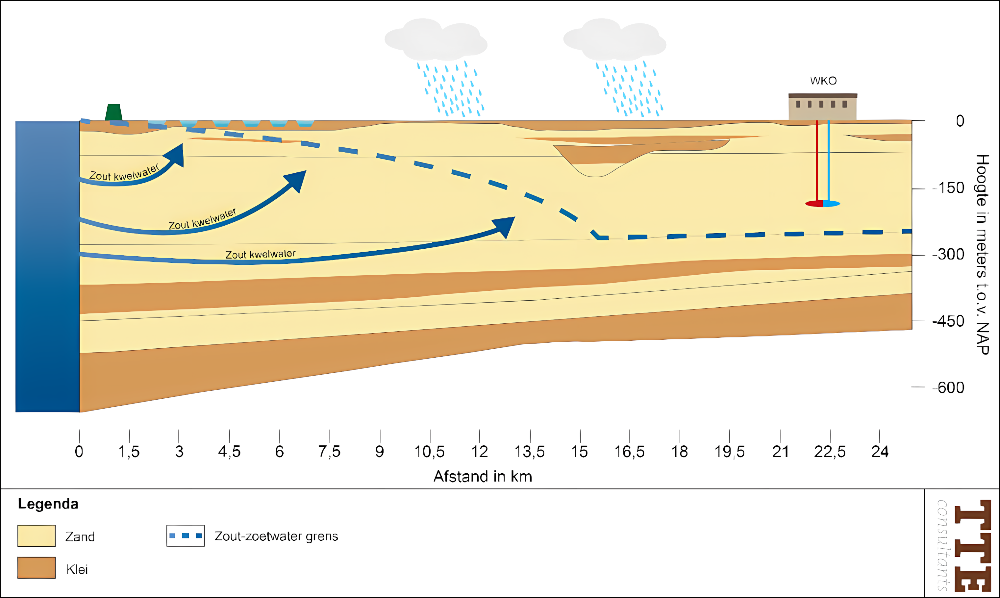 WKO
0
-150
-300
-450
-600
Hoogte in meters t.o.v. NAP
Zout kwelwater
Zout kwelwater
Zout kwelwater
0 1,5 3 4,5 6 7,5 9 10,5 12 13,5 15 16,5 18 19,5 21 22,5 24
Afstand in km
Legenda
Zand
Zout-zoetwater grens
Klei
TTE
consultants